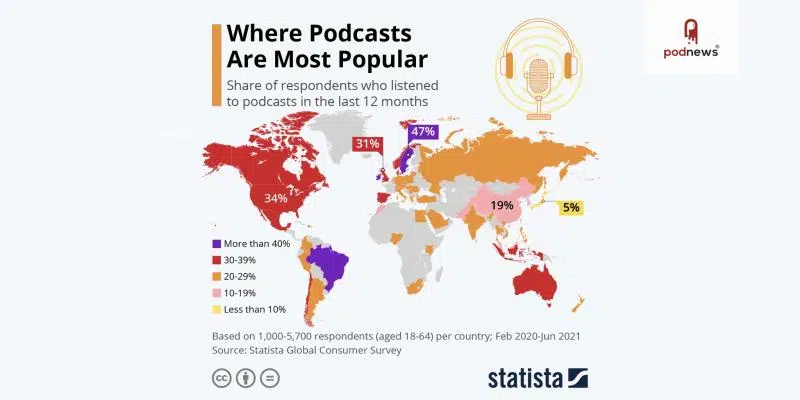 Where Podcasts
Are Most Popular
Share of respondents who listened
to podcasts in the last 12 months
podnews®
47%
31%
34%
19%
5%
More than 40%
30-39%
20-29%
10-19%
Less than 10%
Based on 1,000-5,700 respondents (aged 18-64) per country; Feb 2020-Jun 2021
Source: Statista Global Consumer Survey
cc
statista